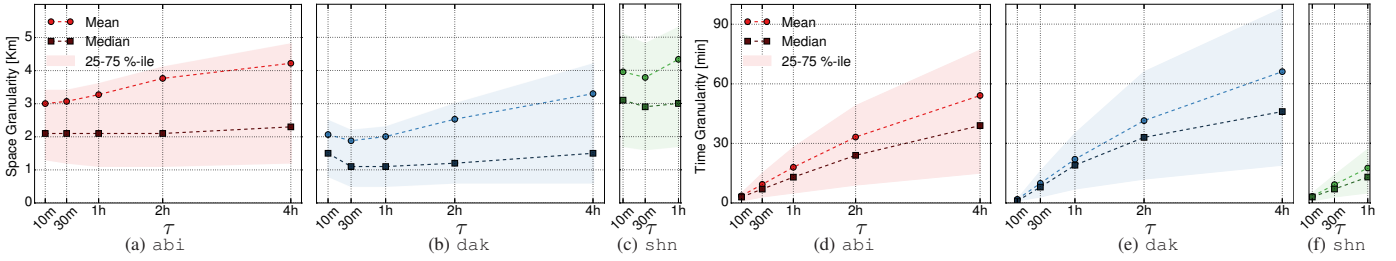 Space Granularity [Km]
5
4
3
2
1
0
Mean
Median
25-75 %-ile
10m 30m 1h 2h 4h
τ
(a) abi
10m 30m 1h 2h 4h
τ
(b) dak
10m 30m 1h
τ
(c) shn
Time Granularity [min]
90
60
30
0
Mean
Median
25-75 %-ile
10m 30m 1h 2h 4h
τ
(d) abi
10m 30m 1h 2h 4h
τ
(e) dak
10m 30m 1h
τ
(f) shn